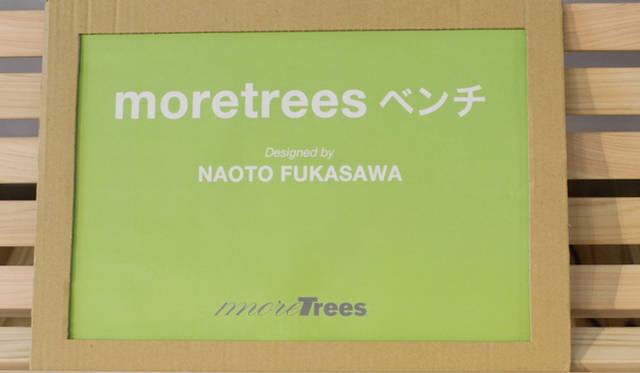 moretrees ベンチ
Designed by
NAOTO FUKASAWA
moreTrees